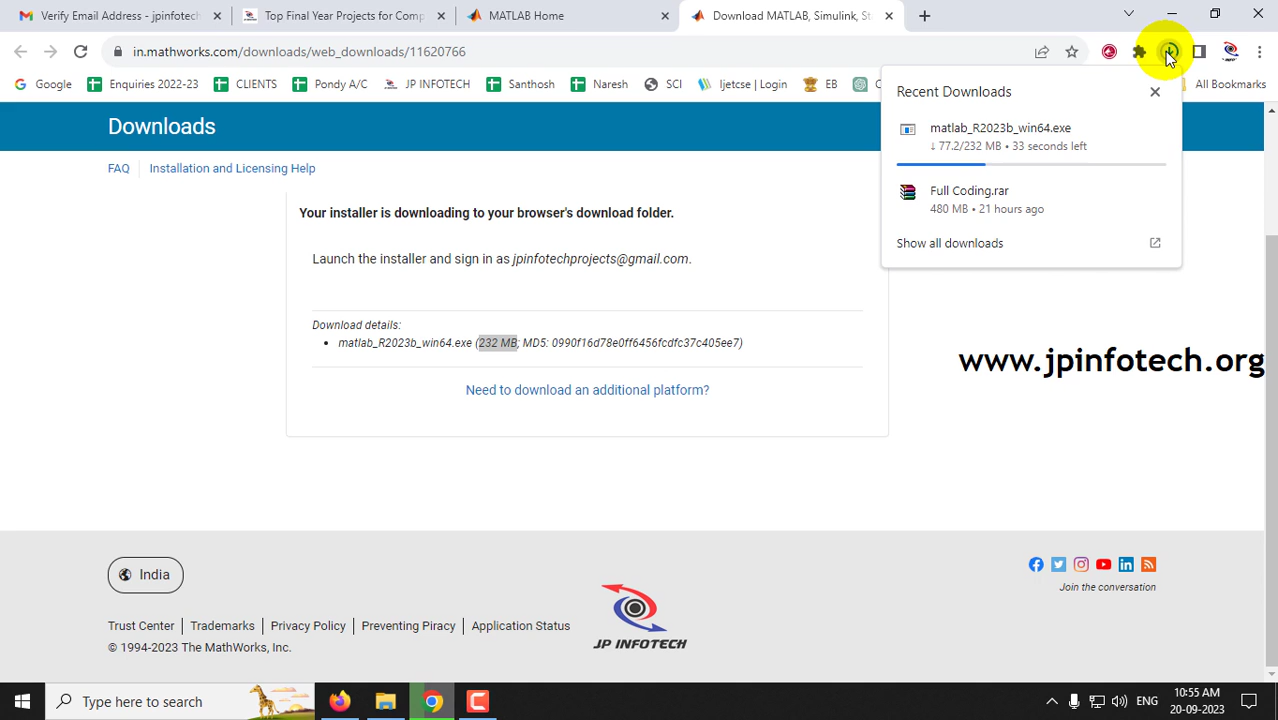 Verify Email Address - jpinfotech
Top Final Year Projects for Comp
MATLAB Home
Download MATLAB, Simulink, St
in.mathworks.com/downloads/web_downloads/11620766
Google
Enquiries 2022-23
CLIENTS
Pondy A/C
JP INFOTECH
Santhosh
Naresh
Ijetcse | Login
EB
All Bookmarks
Recent Downloads
matlab_R2023b_win64.exe
↓ 77.2/232 MB • 33 seconds left
Full Coding.rar
480 MB • 21 hours ago
Show all downloads
Downloads
FAQ
Installation and Licensing Help
Your installer is downloading to your browser's download folder.
Launch the installer and sign in as jpinfotechprojects@gmail.com.
Download details:
• matlab_R2023b_win64.exe (232 MB; MD5: 0990f16d78e0ff6456fcdfc37c405ee7)
Need to download an additional platform?
www.jpinfotech.org
India
Join the conversation
Trust Center
Trademarks
Privacy Policy
Preventing Piracy
Application Status
© 1994-2023 The MathWorks, Inc.
JP INFOTECH
Type here to search
ENG
10:55 AM
20-09-2023